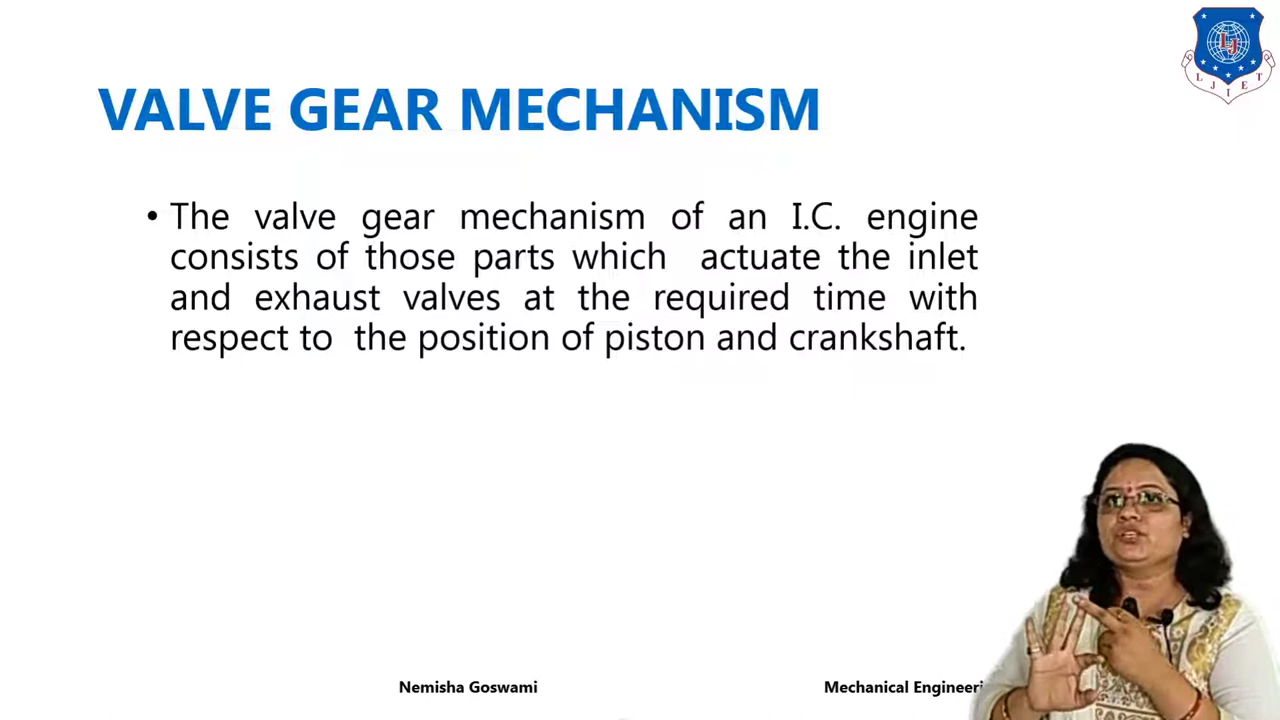 VALVE GEAR MECHANISM
• The valve gear mechanism of an I.C. engine
consists of those parts which actuate the inlet
and exhaust valves at the required time with
respect to the position of piston and crankshaft.
Nemisha Goswami
Mechanical Engineeri
LJ
L J I E T